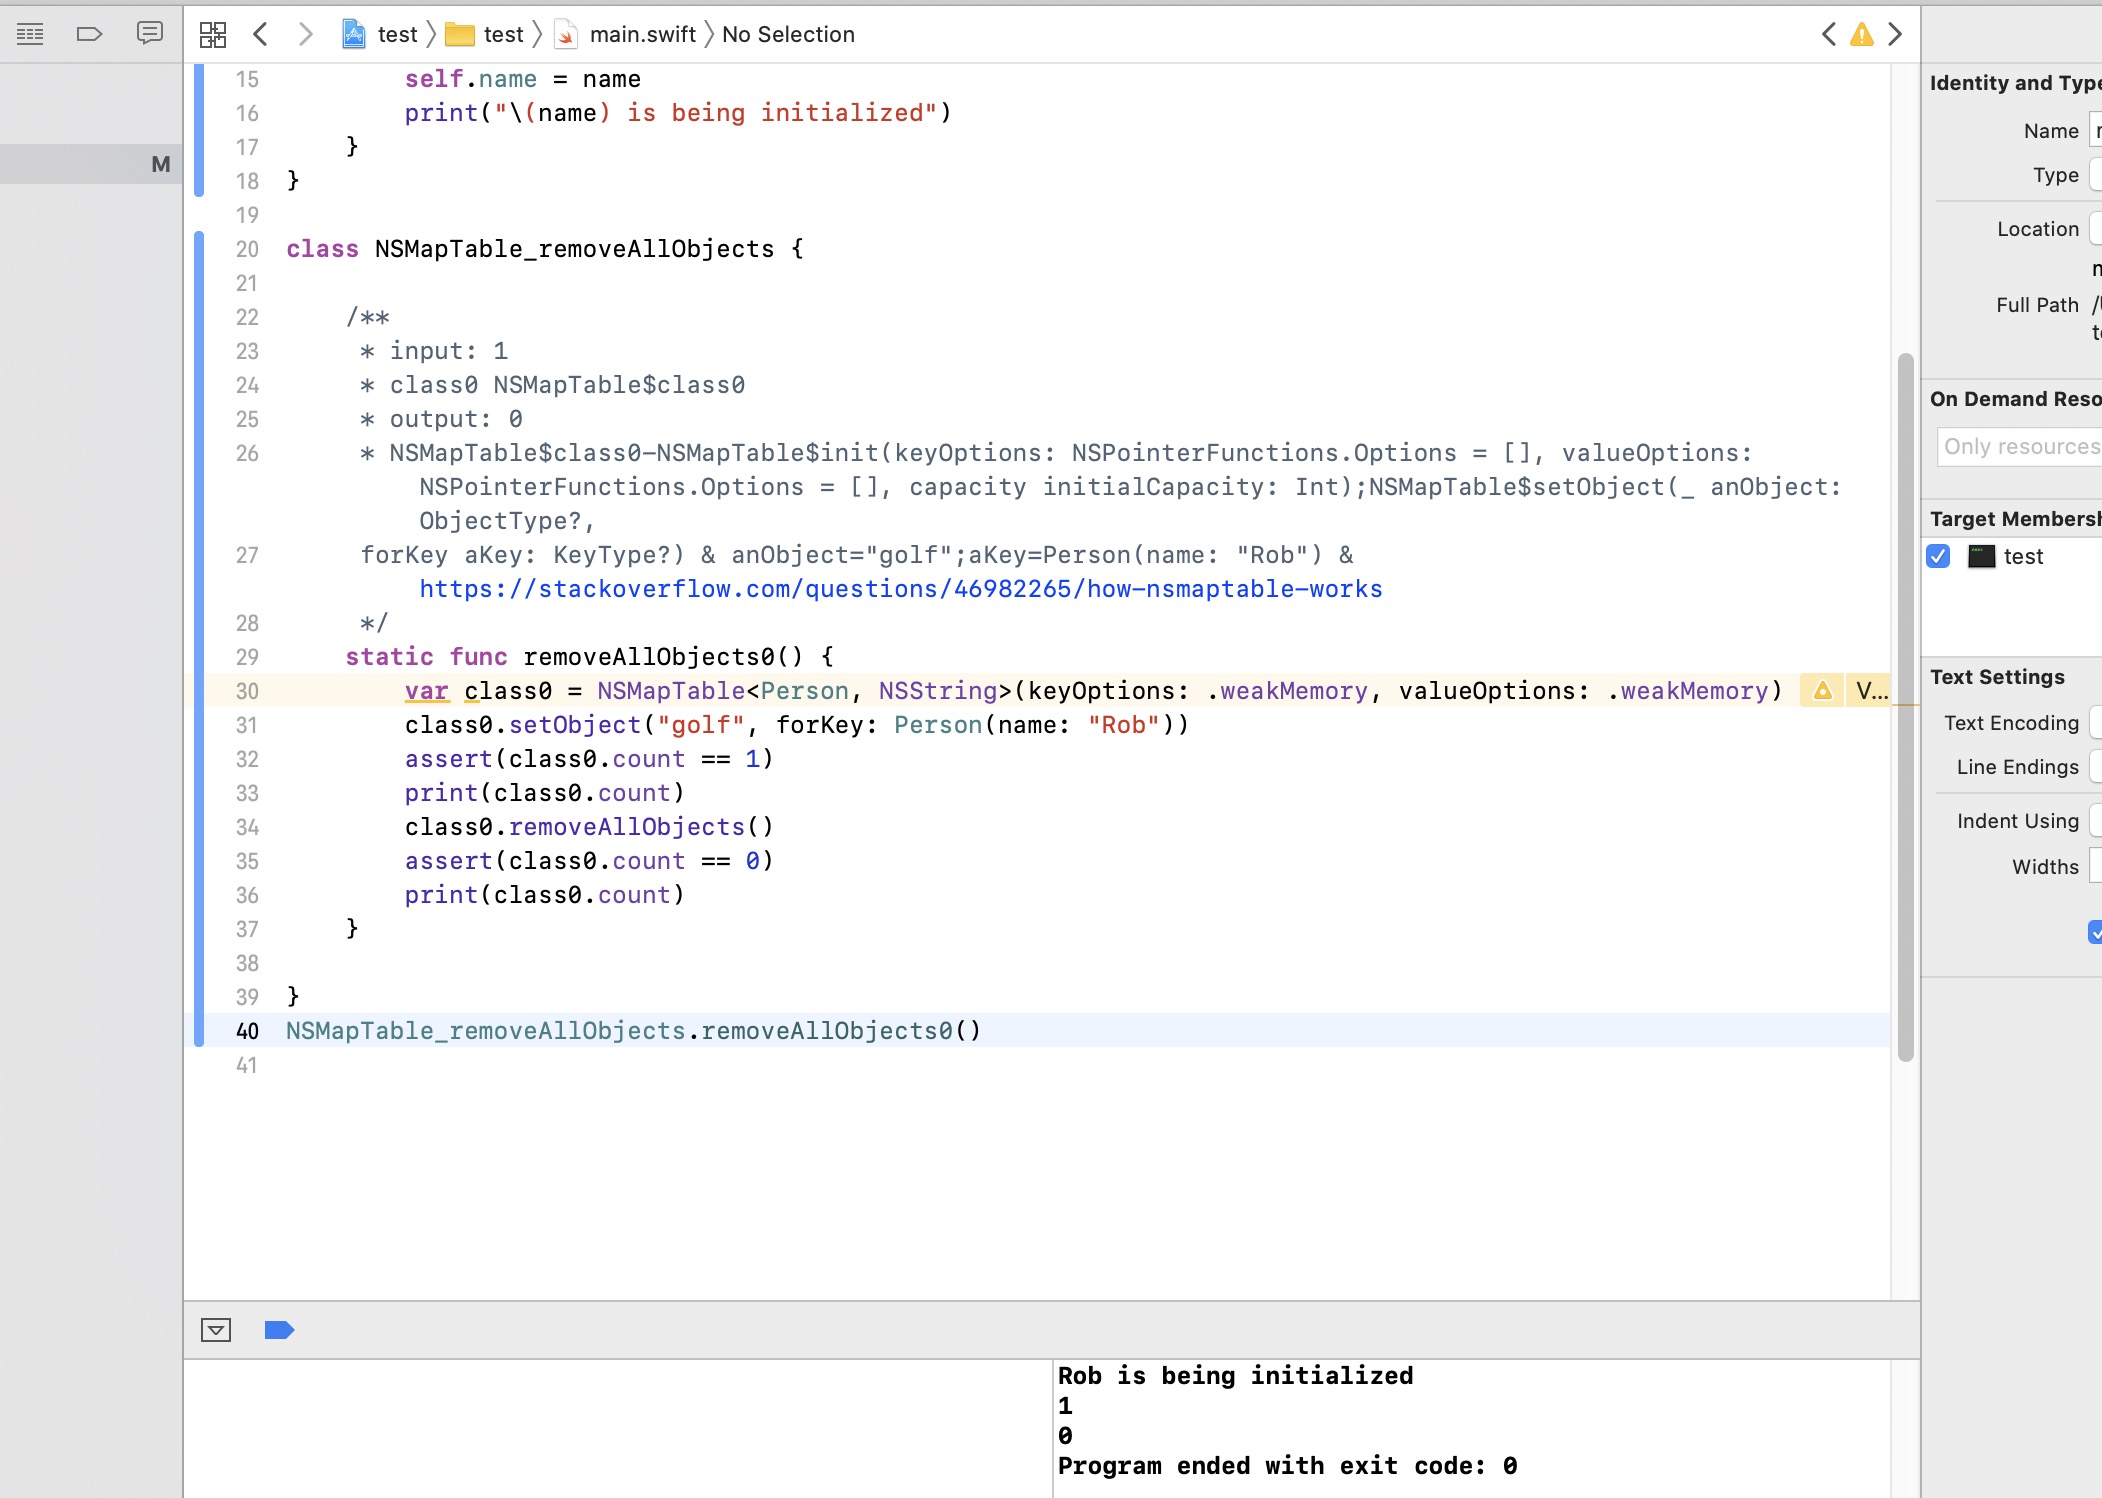 test test main.swift No Selection
M
15 self.name = name
16 print("\(name) is being initialized")
17 }
18 }
19
20 class NSMapTable_removeAllObjects {
21
22 /**
23 * input: 1
24 * class0 NSMapTable$class0
25 * output: 0
26 * NSMapTable$class0-NSMapTable$init(keyOptions: NSPointerFunctions.Options = [], valueOptions:
NSPointerFunctions.Options = [], capacity initialCapacity: Int);NSMapTable$setObject(_ anObject:
ObjectType?,
27 forKey aKey: KeyType?) & anObject="golf";aKey=Person(name: "Rob") &
https://stackoverflow.com/questions/46982265/how-nsmaptable-works
28 */
29 static func removeAllObjects0() {
30 var class0 = NSMapTable<Person, NSString>(keyOptions: .weakMemory, valueOptions: .weakMemory) V...
31 class0.setObject("golf", forKey: Person(name: "Rob"))
32 assert(class0.count == 1)
33 print(class0.count)
34 class0.removeAllObjects()
35 assert(class0.count == 0)
36 print(class0.count)
37 }
38
39 }
40 NSMapTable_removeAllObjects.removeAllObjects0()
41
Rob is being initialized
1
0
Program ended with exit code: 0
Identity and Type
Name
Type
Location
Full Path
On Demand Reso
Only resources
Target Membersh
test
Text Settings
Text Encoding
Line Endings
Indent Using
Widths